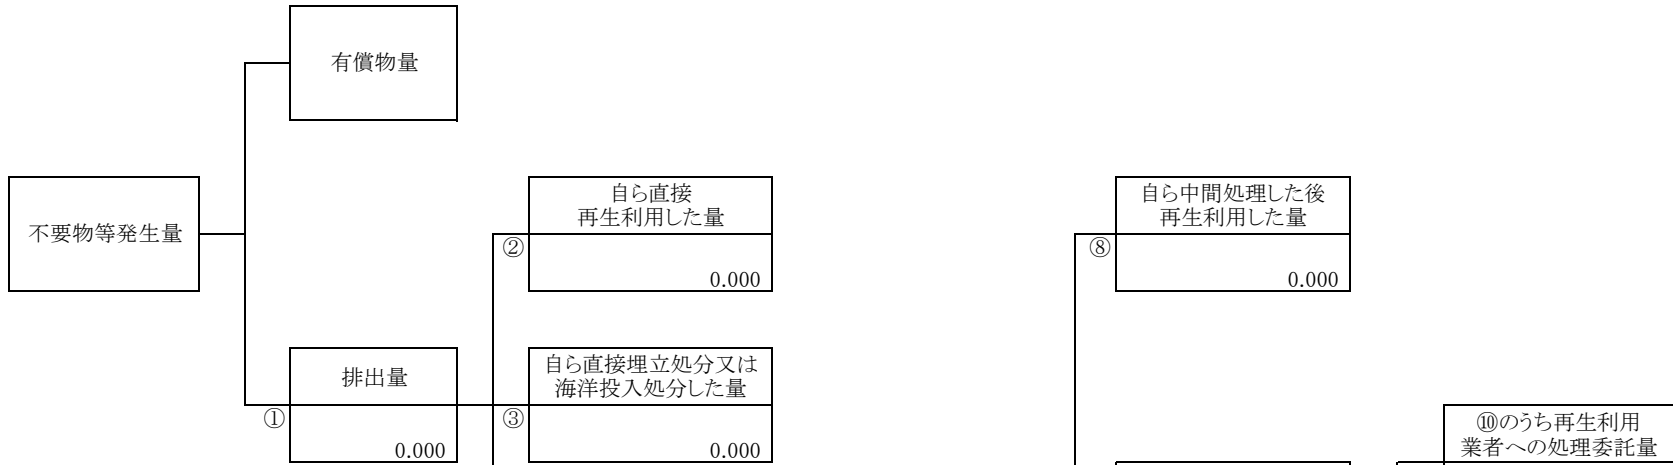 有償物量
不要物等発生量
自ら直接
再生利用した量
②
0.000
自ら中間処理した後
再生利用した量
⑧
0.000
排出量
①
0.000
自ら直接埋立処分又は
海洋投入処分した量
③
0.000
⑩のうち再生利用
業者への処理委託量